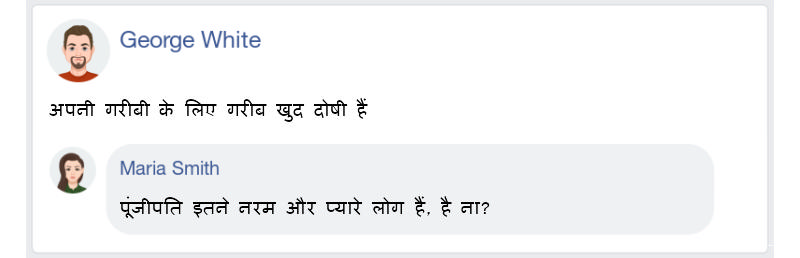 George White
अपनी गरीबी के लिए गरीब खुद दोषी हैं
Maria Smith
पूंजीपति इतने नरम और प्यारे लोग हैं, है ना?